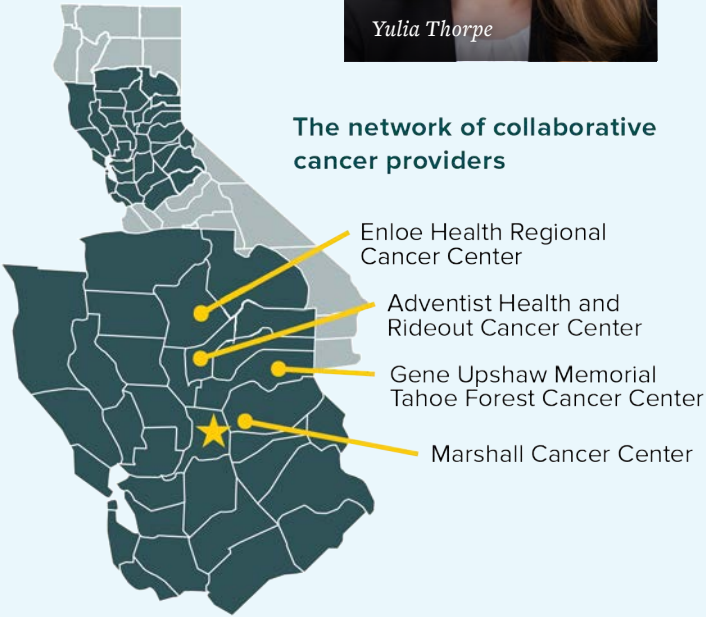 Yulia Thorpe
The network of collaborative
cancer providers
Enloe Health Regional
Cancer Center
Adventist Health and
Rideout Cancer Center
Gene Upshaw Memorial
Tahoe Forest Cancer Center
Marshall Cancer Center